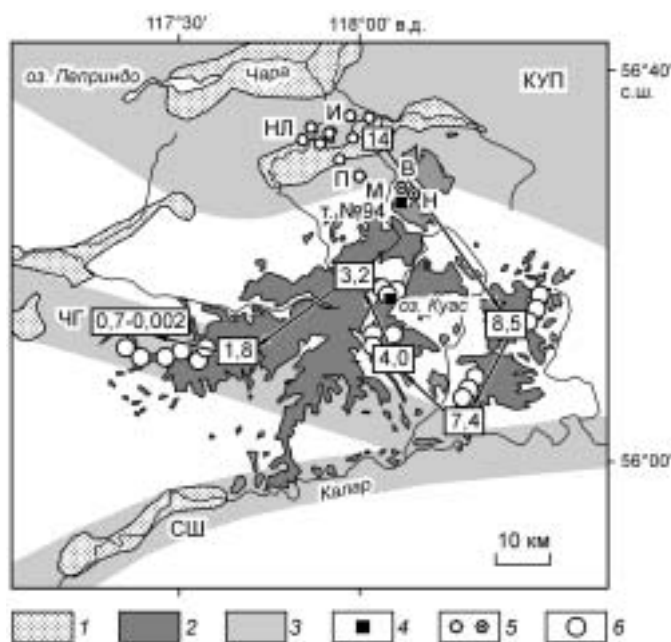 117°30' 118°00' в.д.
56°40'
с.ш.
оз. Леприндо
Чара
КУП
И
НЛ
14
П
В
М
Н
т. №94
3,2
оз. Куас
ЧГ
0,7-0,002
8,5
1,8
4,0
7,4
56°00'
Калар
СШ
10 км
1 2 3 4 5 6